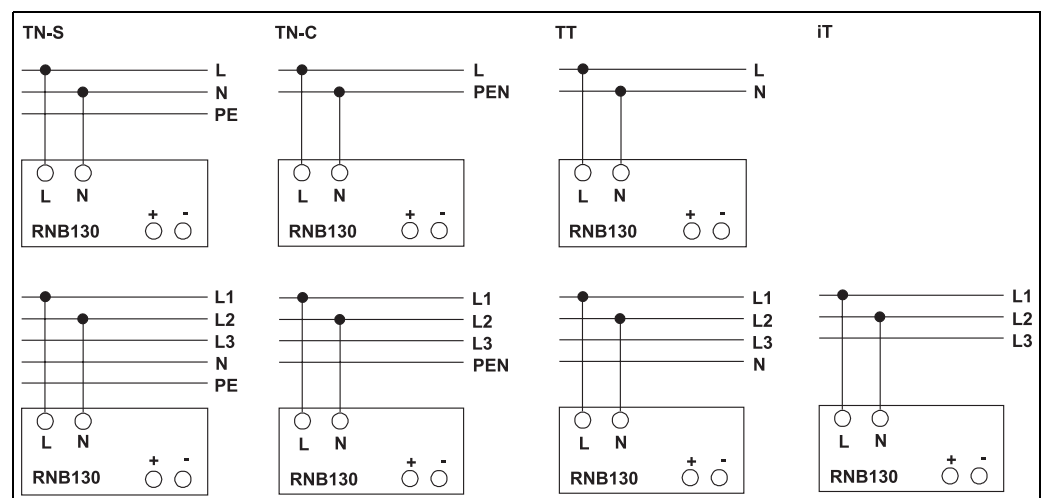 TN-S
L
N
PE
L N
+ -
RNB130
TN-C
L
PEN
L N
+ -
RNB130
TT
L
N
L N
+ -
RNB130
iT
L1
L2
L3
N
PE
L N
+ -
RNB130
L1
L2
L3
PEN
L N
+ -
RNB130
L1
L2
L3
N
L N
+ -
RNB130
L1
L2
L3
L N
+ -
RNB130